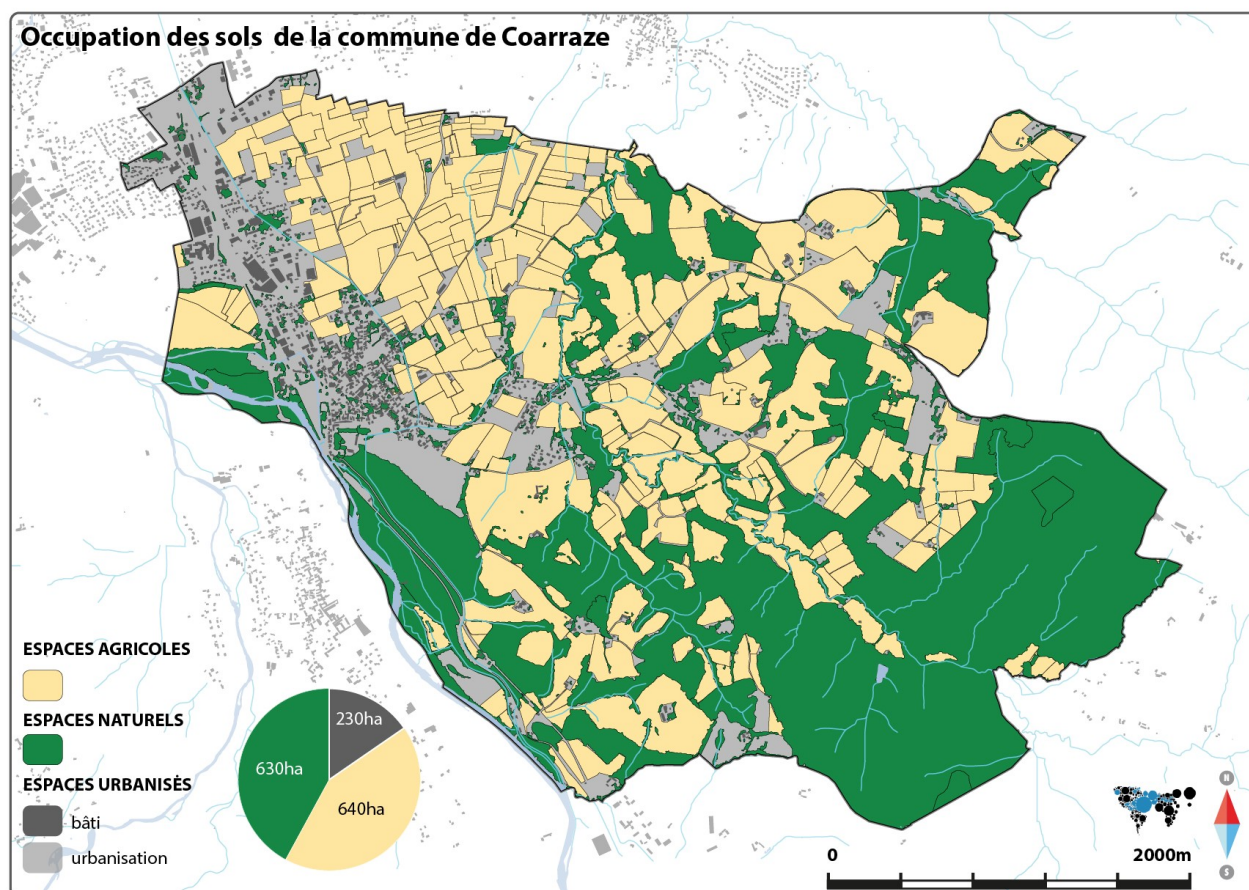 Occupation des sols de la commune de Coarraze
ESPACES AGRICOLES
ESPACES NATURELS
ESPACES URBANISÉS
bâti
urbanisation
230ha
630ha
640ha
N
S
0 2000m